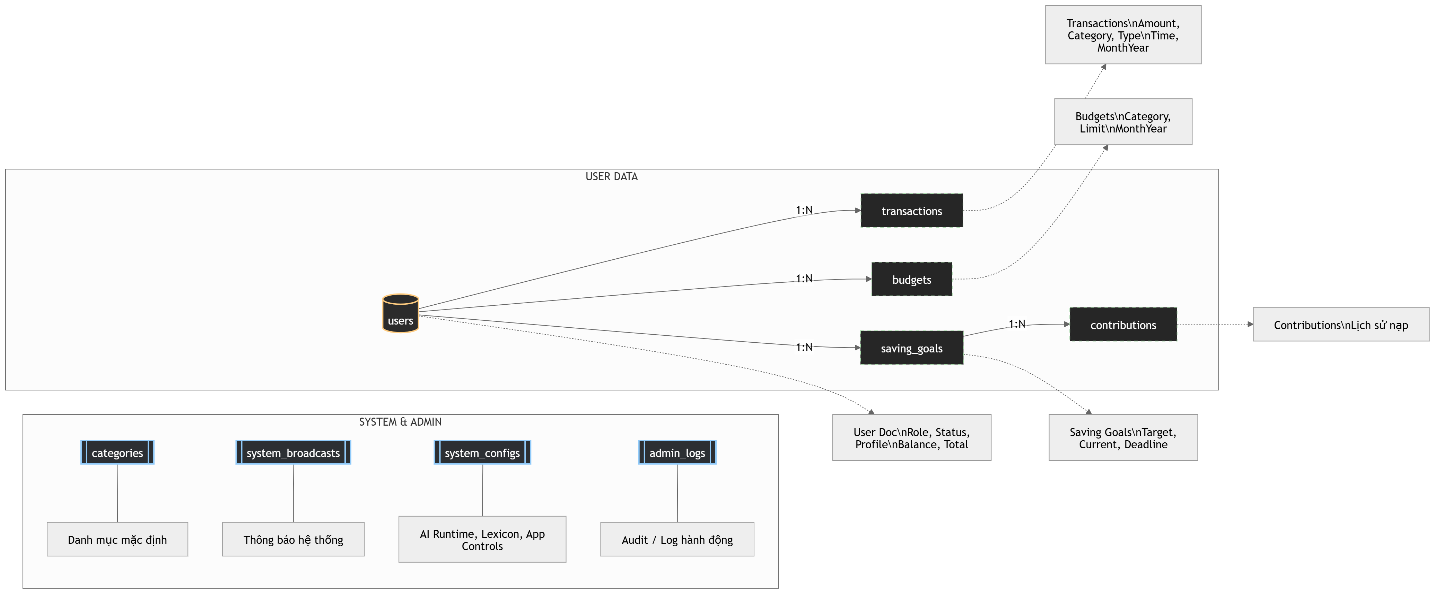 Transactions\nAmount,
Category, Type\nTime,
MonthYear
Budgets\nCategory,
Limit\nMonthYear
USER DATA
1:N
transactions
1:N
budgets
users
1:N
contributions
Contributions\nLịch sử nạp
1:N
saving_goals
User Doc\nRole, Status,
Profile\nBalance, Total
Saving Goals\nTarget,
Current, Deadline
SYSTEM & ADMIN
categories
system_broadcasts
system_configs
admin_logs
Danh mục mặc định
Thông báo hệ thống
AI Runtime, Lexicon, App
Controls
Audit / Log hành động